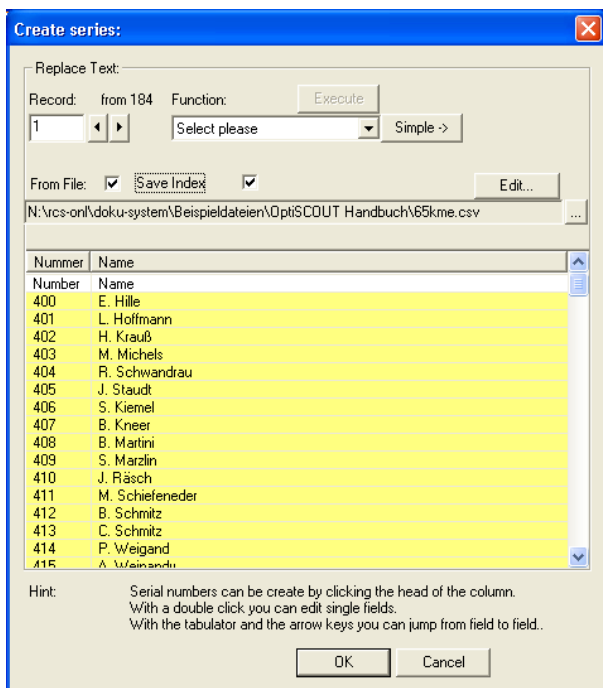 Create series:
Replace Text:
Record: from 184 Function: Execute
1 Select please Simple ->
From File: Save Index Edit...
N:\rcs-onl\doku-system\Beispieldateien\OptiSCOUT Handbuch\65kme.csv ...
Nummer Name
Number Name
400 E. Hille
401 L. Hoffmann
402 H. Krauß
403 M. Michels
404 R. Schwandrau
405 J. Staudt
406 S. Kiemel
407 B. Kneer
408 B. Martini
409 S. Marzlin
410 J. Räsch
411 M. Schiefeneder
412 B. Schmitz
413 C. Schmitz
414 P. Weigand
415 A. Weinandu
Hint: Serial numbers can be create by clicking the head of the column.
With a double click you can edit single fields.
With the tabulator and the arrow keys you can jump from field to field..
OK Cancel